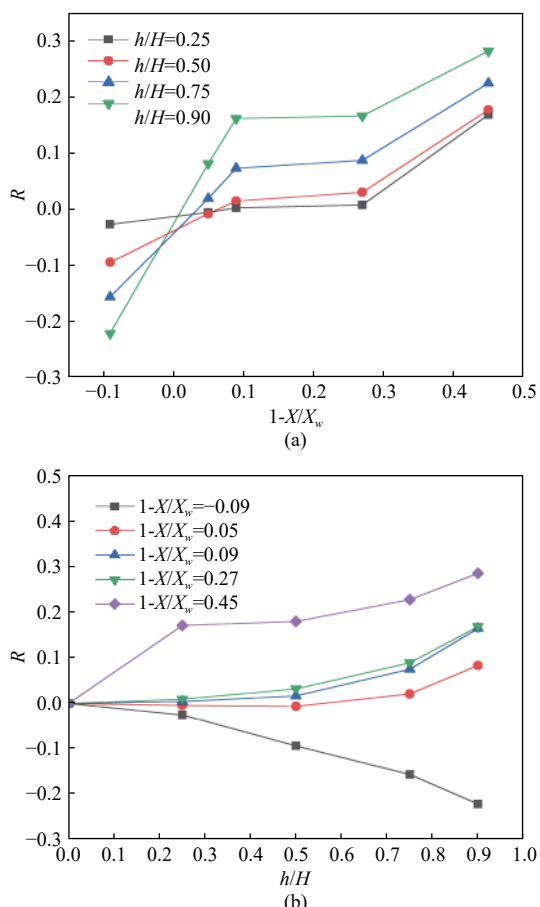 0.3
0.2
0.1
0.0
−0.1
−0.2
−0.3
R
h/H=0.25
h/H=0.50
h/H=0.75
h/H=0.90
−0.1 0.0 0.1 0.2 0.3 0.4 0.5
1-X/Xw
(a)
0.5
0.4
0.3
0.2
0.1
0.0
−0.1
−0.2
−0.3
R
1-X/Xw=−0.09
1-X/Xw=0.05
1-X/Xw=0.09
1-X/Xw=0.27
1-X/Xw=0.45
0.0 0.1 0.2 0.3 0.4 0.5 0.6 0.7 0.8 0.9 1.0
h/H
(b)